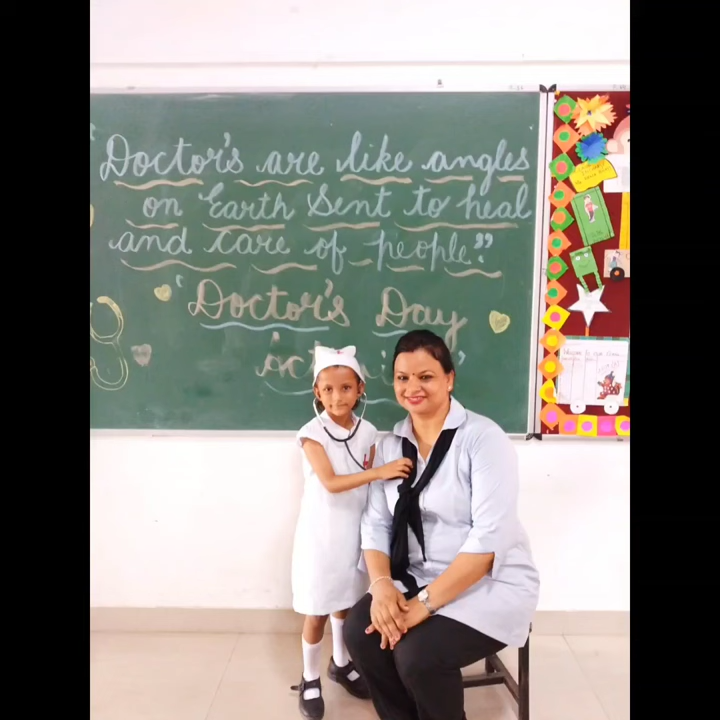 Doctor's are like angles
on Earth Sent to heal
and care of people."
'Doctor's Day